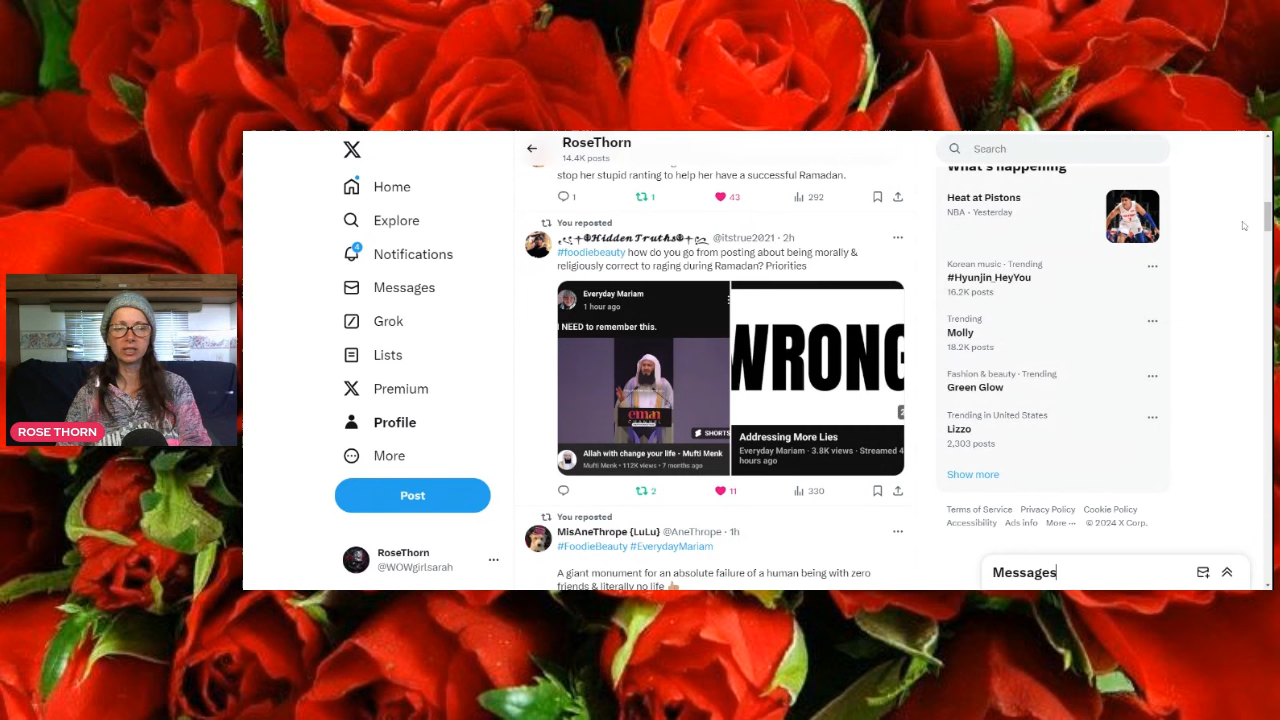 RoseThorn
14.4K posts
stop her stupid ranting to help her have a successful Ramadan.
1
1
43
292
You reposted
Hidden Truths @itstrue2021 · 2h
#foodiebeauty how do you go from posting about being morally &
religiously correct to raging during Ramadan? Priorities
Everyday Mariam
1 hour ago
I NEED to remember this.
emaı
SHORTS
Allah with change your life - Mufti Menk
Mufti Menk • 112K views • 7 months ago
WRONG
2
Addressing More Lies
Everyday Mariam · 3.8K views · Streamed 4
hours ago
2
11
330
You reposted
MisAneThrope {LuLu} @AneThrope · 1h
#FoodieBeauty #EverydayMariam
A giant monument for an absolute failure of a human being with zero
friends & literally no life
Home
Explore
4
Notifications
Messages
Grok
Lists
Premium
Profile
More
Post
RoseThorn
@WOWgirlsarah
Search
What's happening
Heat at Pistons
NBA · Yesterday
Korean music · Trending
#Hyunjin_HeyYou
16.2K posts
Trending
Molly
18.2K posts
Fashion & beauty · Trending
Green Glow
Trending in United States
Lizzo
2,303 posts
Show more
Terms of Service Privacy Policy Cookie Policy
Accessibility Ads info More ··· © 2024 X Corp.
Messages
ROSE THORN